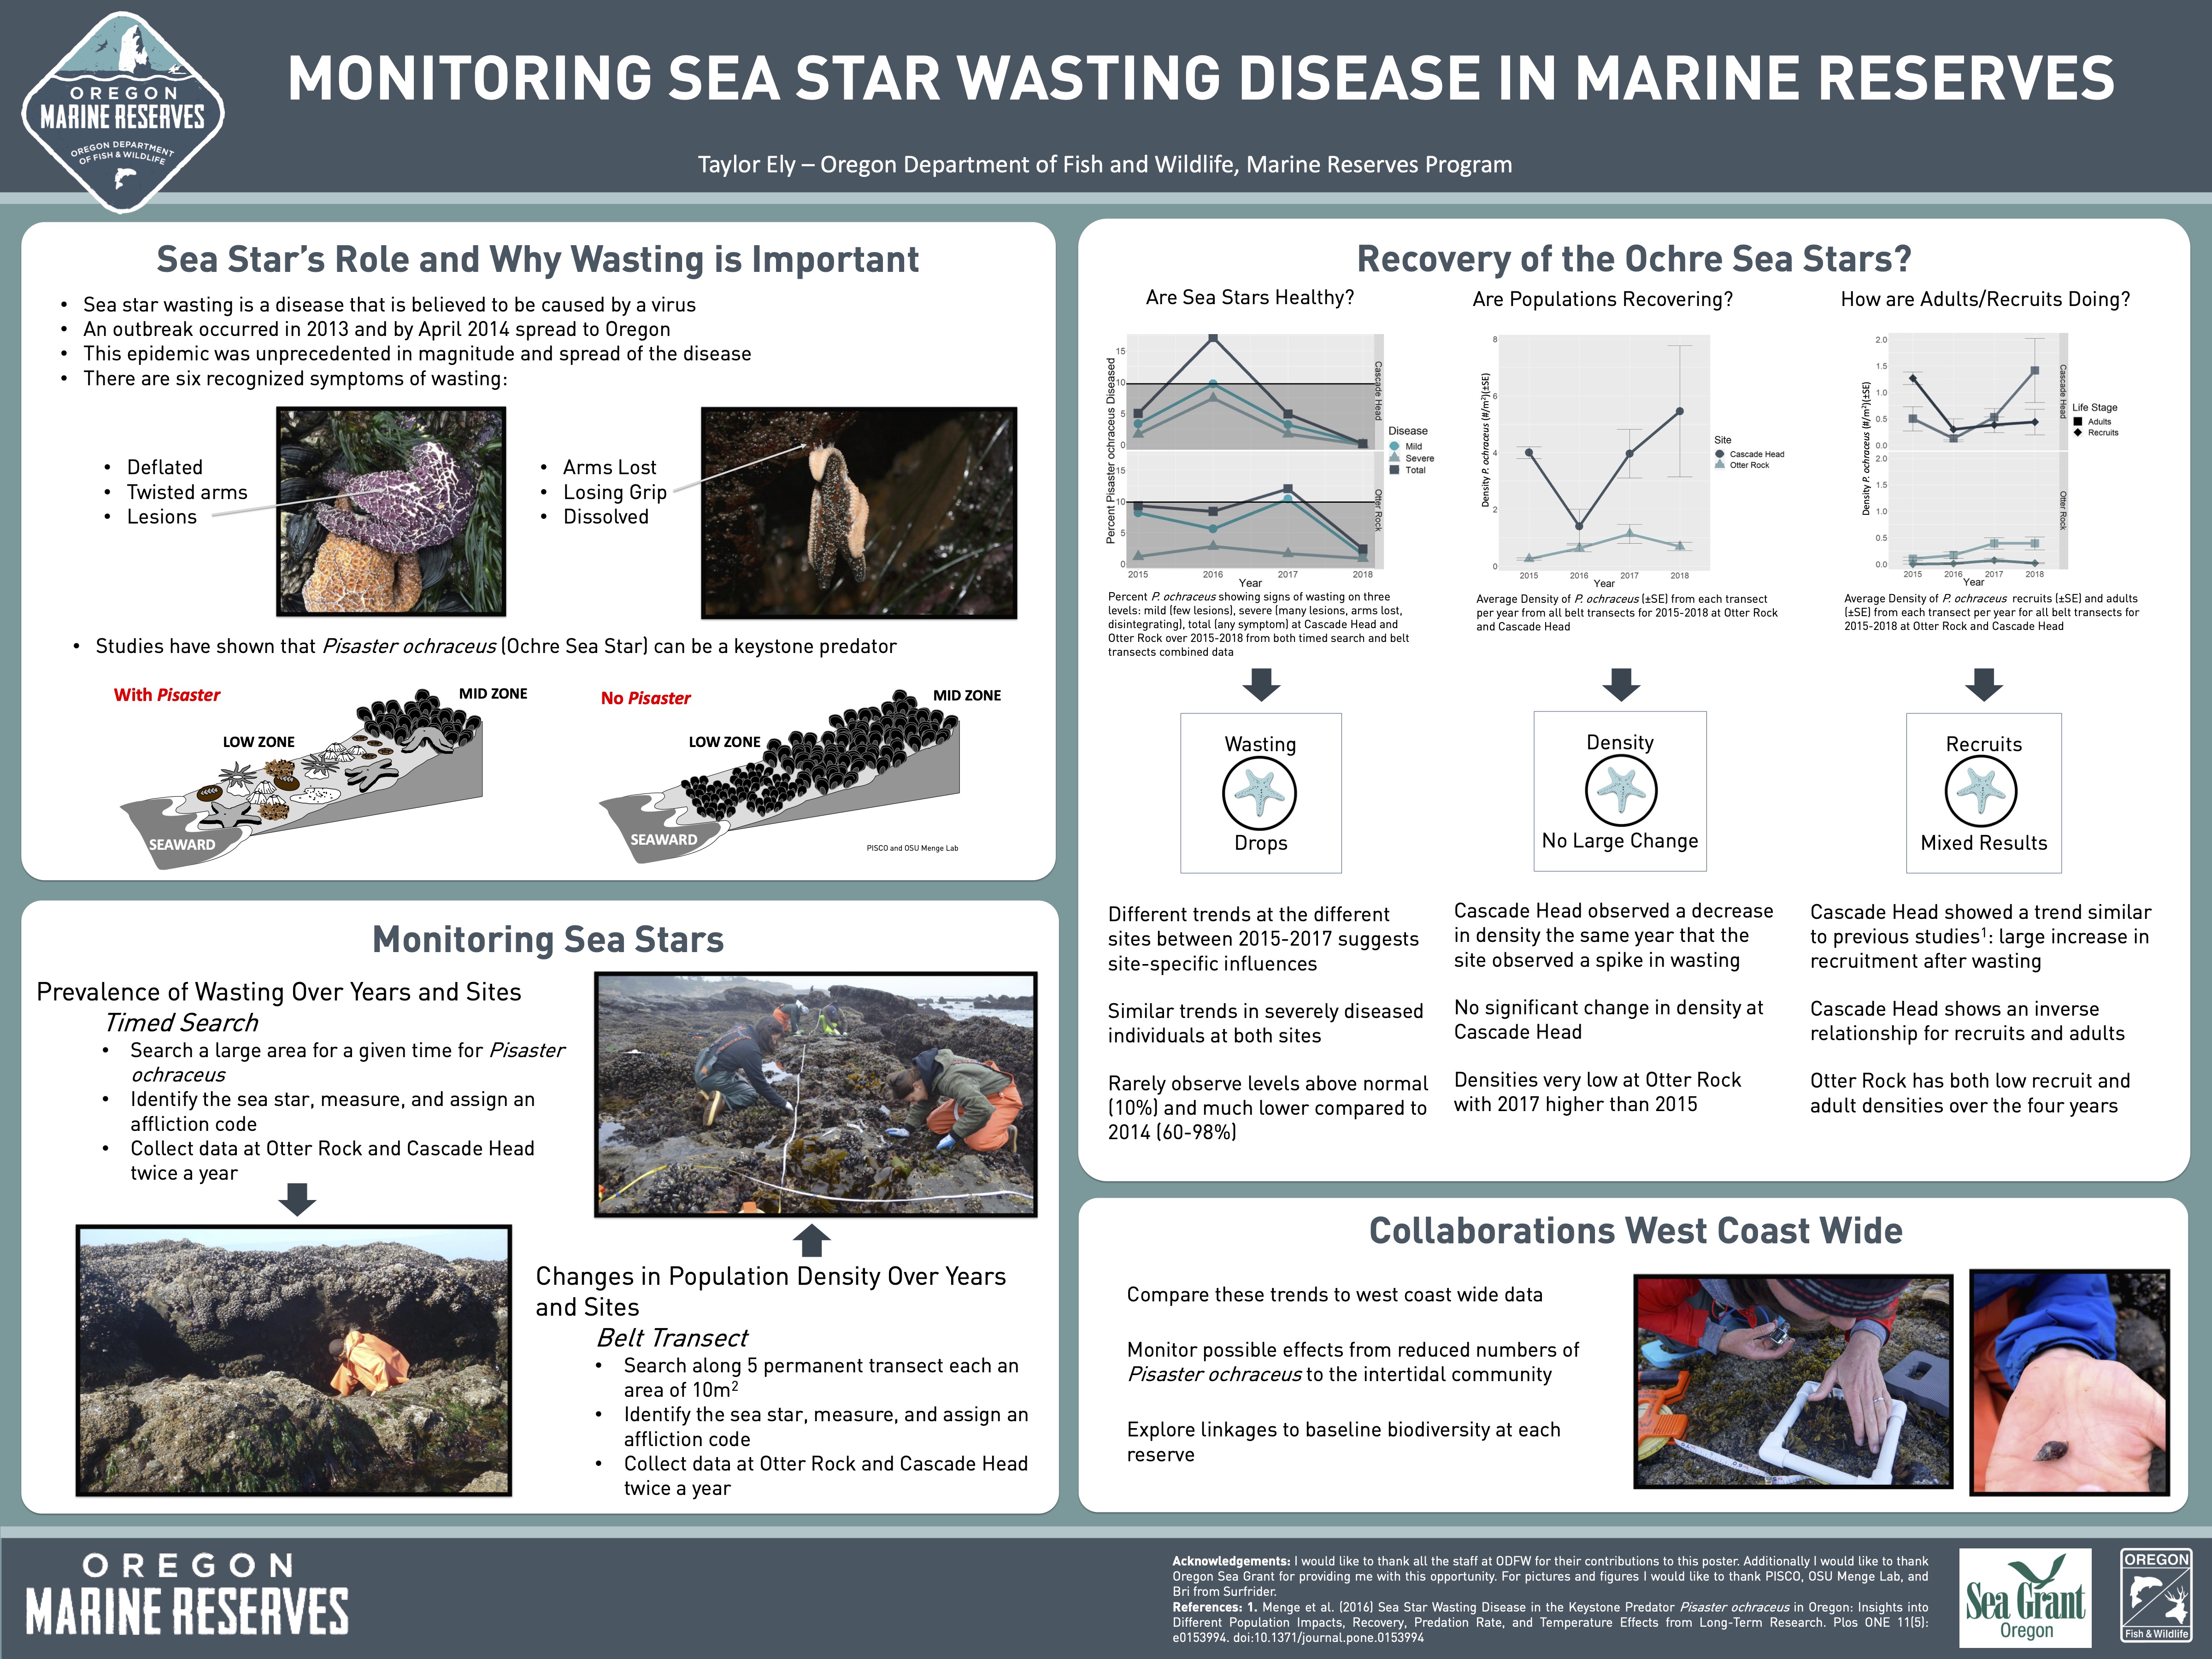 OREGON
MARINE RESERVES
OREGON DEPARTMENT
OF FISH & WILDLIFE
MONITORING SEA STAR WASTING DISEASE IN MARINE RESERVES
Taylor Ely – Oregon Department of Fish and Wildlife, Marine Reserves Program
Sea Star's Role and Why Wasting is Important
• Sea star wasting is a disease that is believed to be caused by a virus
• An outbreak occurred in 2013 and by April 2014 spread to Oregon
• This epidemic was unprecedented in magnitude and spread of the disease
• There are six recognized symptoms of wasting:
• Deflated
• Twisted arms
• Lesions
• Arms Lost
• Losing Grip
• Dissolved
• Studies have shown that Pisaster ochraceus (Ochre Sea Star) can be a keystone predator
With Pisaster
MID ZONE
LOW ZONE
SEAWARD
No Pisaster
MID ZONE
LOW ZONE
SEAWARD
PISCO and OSU Menge Lab
Monitoring Sea Stars
Prevalence of Wasting Over Years and Sites
Timed Search
• Search a large area for a given time for Pisaster
ochraceus
• Identify the sea star, measure, and assign an
affliction code
• Collect data at Otter Rock and Cascade Head
twice a year
Changes in Population Density Over Years
and Sites
Belt Transect
• Search along 5 permanent transect each an
area of 10m²
• Identify the sea star, measure, and assign an
affliction code
• Collect data at Otter Rock and Cascade Head
twice a year
Recovery of the Ochre Sea Stars?
Are Sea Stars Healthy?
Percent Pisaster ochraceus Diseased
15
10
5
0
Cascade Head
15
10
5
0
Otter Rock
2015 2016 2017 2018
Year
Disease
Mild
Severe
Total
Percent P. ochraceus showing signs of wasting on three
levels: mild (few lesions), severe (many lesions, arms lost,
disintegrating), total (any symptom) at Cascade Head and
Otter Rock over 2015-2018 from both timed search and belt
transects combined data
Wasting
Drops
Different trends at the different
sites between 2015-2017 suggests
site-specific influences
Similar trends in severely diseased
individuals at both sites
Rarely observe levels above normal
(10%) and much lower compared to
2014 (60-98%)
Are Populations Recovering?
Density P. ochraceus (#/m²)(±SE)
8
6
4
2
0
2015 2016 2017 2018
Year
Site
Cascade Head
Otter Rock
Average Density of P. ochraceus (±SE) from each transect
per year from all belt transects for 2015-2018 at Otter Rock
and Cascade Head
Density
No Large Change
Cascade Head observed a decrease
in density the same year that the
site observed a spike in wasting
No significant change in density at
Cascade Head
Densities very low at Otter Rock
with 2017 higher than 2015
How are Adults/Recruits Doing?
Density P. ochraceus (#/m²)(±SE)
2.0
1.5
1.0
0.5
0.0
Cascade Head
2.0
1.5
1.0
0.5
0.0
Otter Rock
2015 2016 2017 2018
Year
Life Stage
Adults
Recruits
Average Density of P. ochraceus recruits (±SE) and adults
(±SE) from each transect per year for all belt transects for
2015-2018 at Otter Rock and Cascade Head
Recruits
Mixed Results
Cascade Head showed a trend similar
to previous studies¹: large increase in
recruitment after wasting
Cascade Head shows an inverse
relationship for recruits and adults
Otter Rock has both low recruit and
adult densities over the four years
Collaborations West Coast Wide
Compare these trends to west coast wide data
Monitor possible effects from reduced numbers of
Pisaster ochraceus to the intertidal community
Explore linkages to baseline biodiversity at each
reserve
OREGON
MARINE RESERVES
Acknowledgements: I would like to thank all the staff at ODFW for their contributions to this poster. Additionally I would like to thank
Oregon Sea Grant for providing me with this opportunity. For pictures and figures I would like to thank PISCO, OSU Menge Lab, and
Bri from Surfrider.
References: 1. Menge et al. (2016) Sea Star Wasting Disease in the Keystone Predator Pisaster ochraceus in Oregon: Insights into
Different Population Impacts, Recovery, Predation Rate, and Temperature Effects from Long-Term Research. Plos ONE 11(5):
e0153994. doi:10.1371/journal.pone.0153994
Sea Grant
Oregon
OREGON
Fish & Wildlife